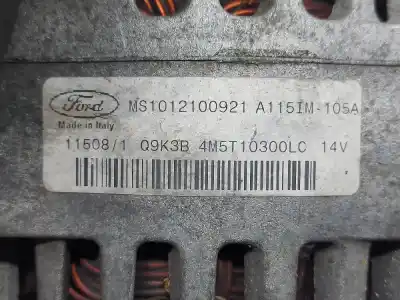 Ford MS1012100921 A115IM-105A
Made in Italy
11508/1 Q9K3B 4M5T10300LC 14V